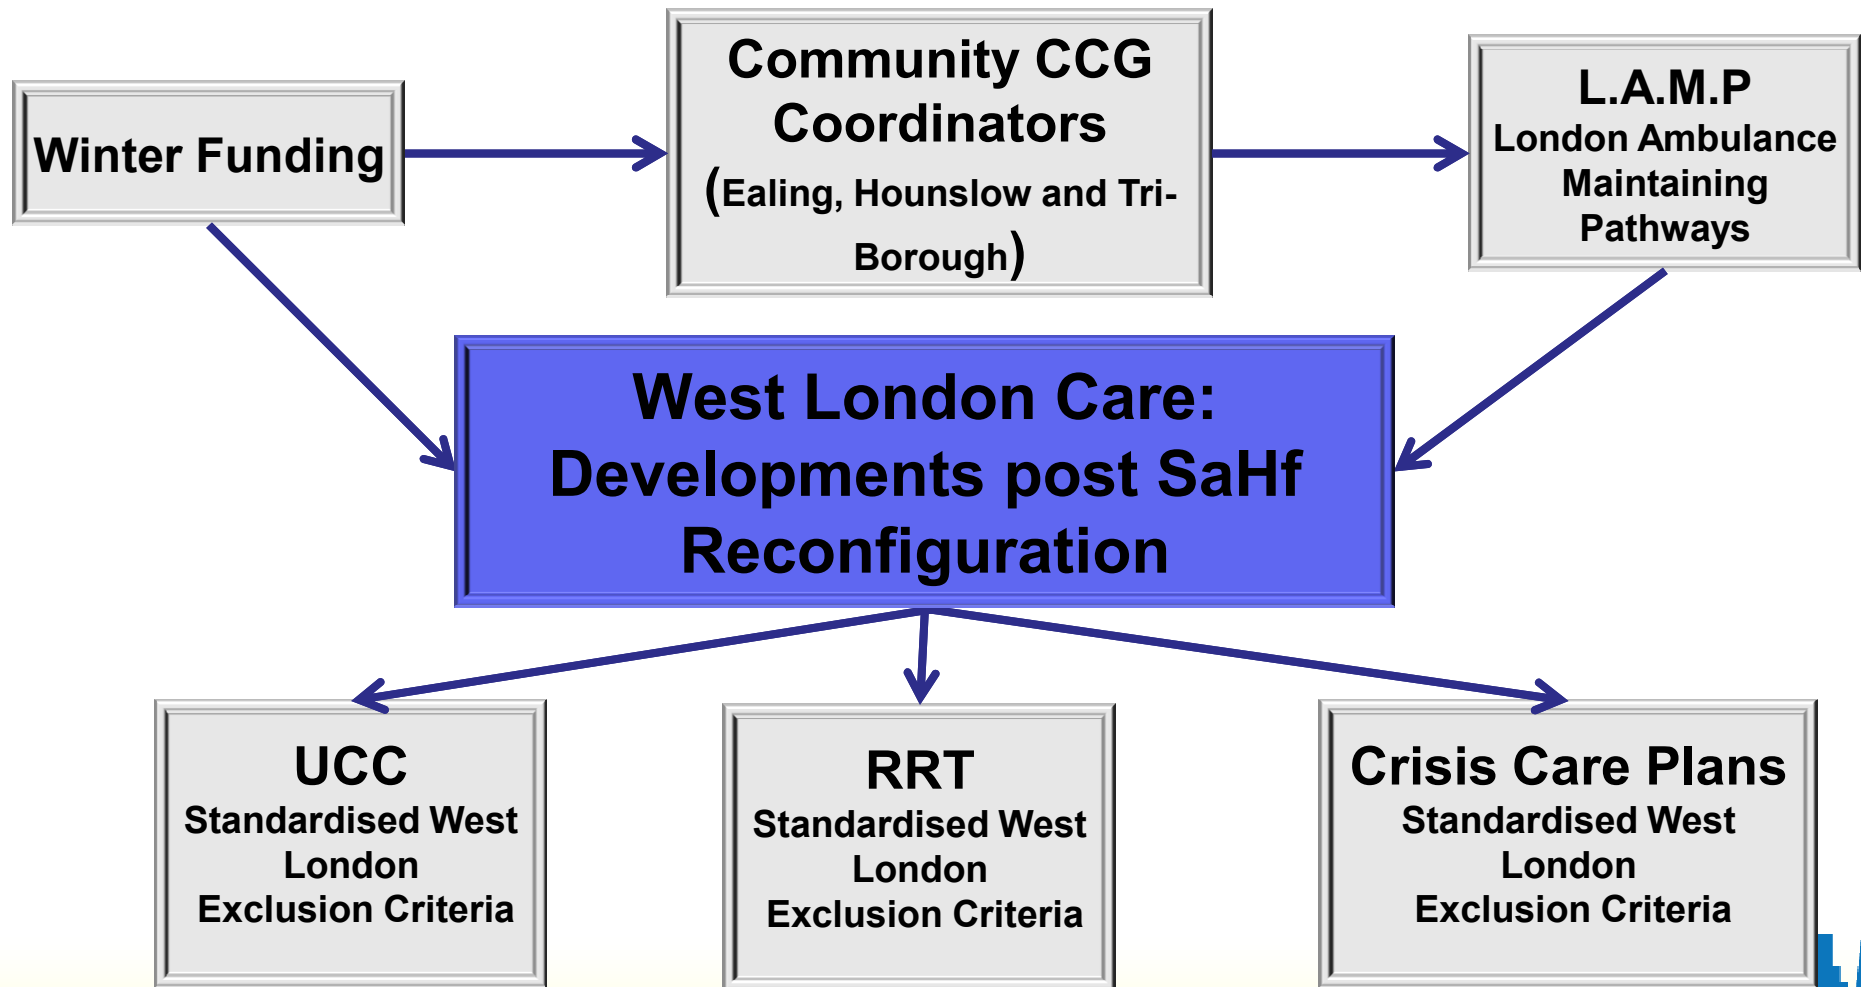 Winter Funding
Community CCG
Coordinators
(Ealing, Hounslow and Tri-
Borough)
L.A.M.P
London Ambulance
Maintaining
Pathways
West London Care:
Developments post SaHf
Reconfiguration
UCC
Standardised West
London
Exclusion Criteria
RRT
Standardised West
London
Exclusion Criteria
Crisis Care Plans
Standardised West
London
Exclusion Criteria